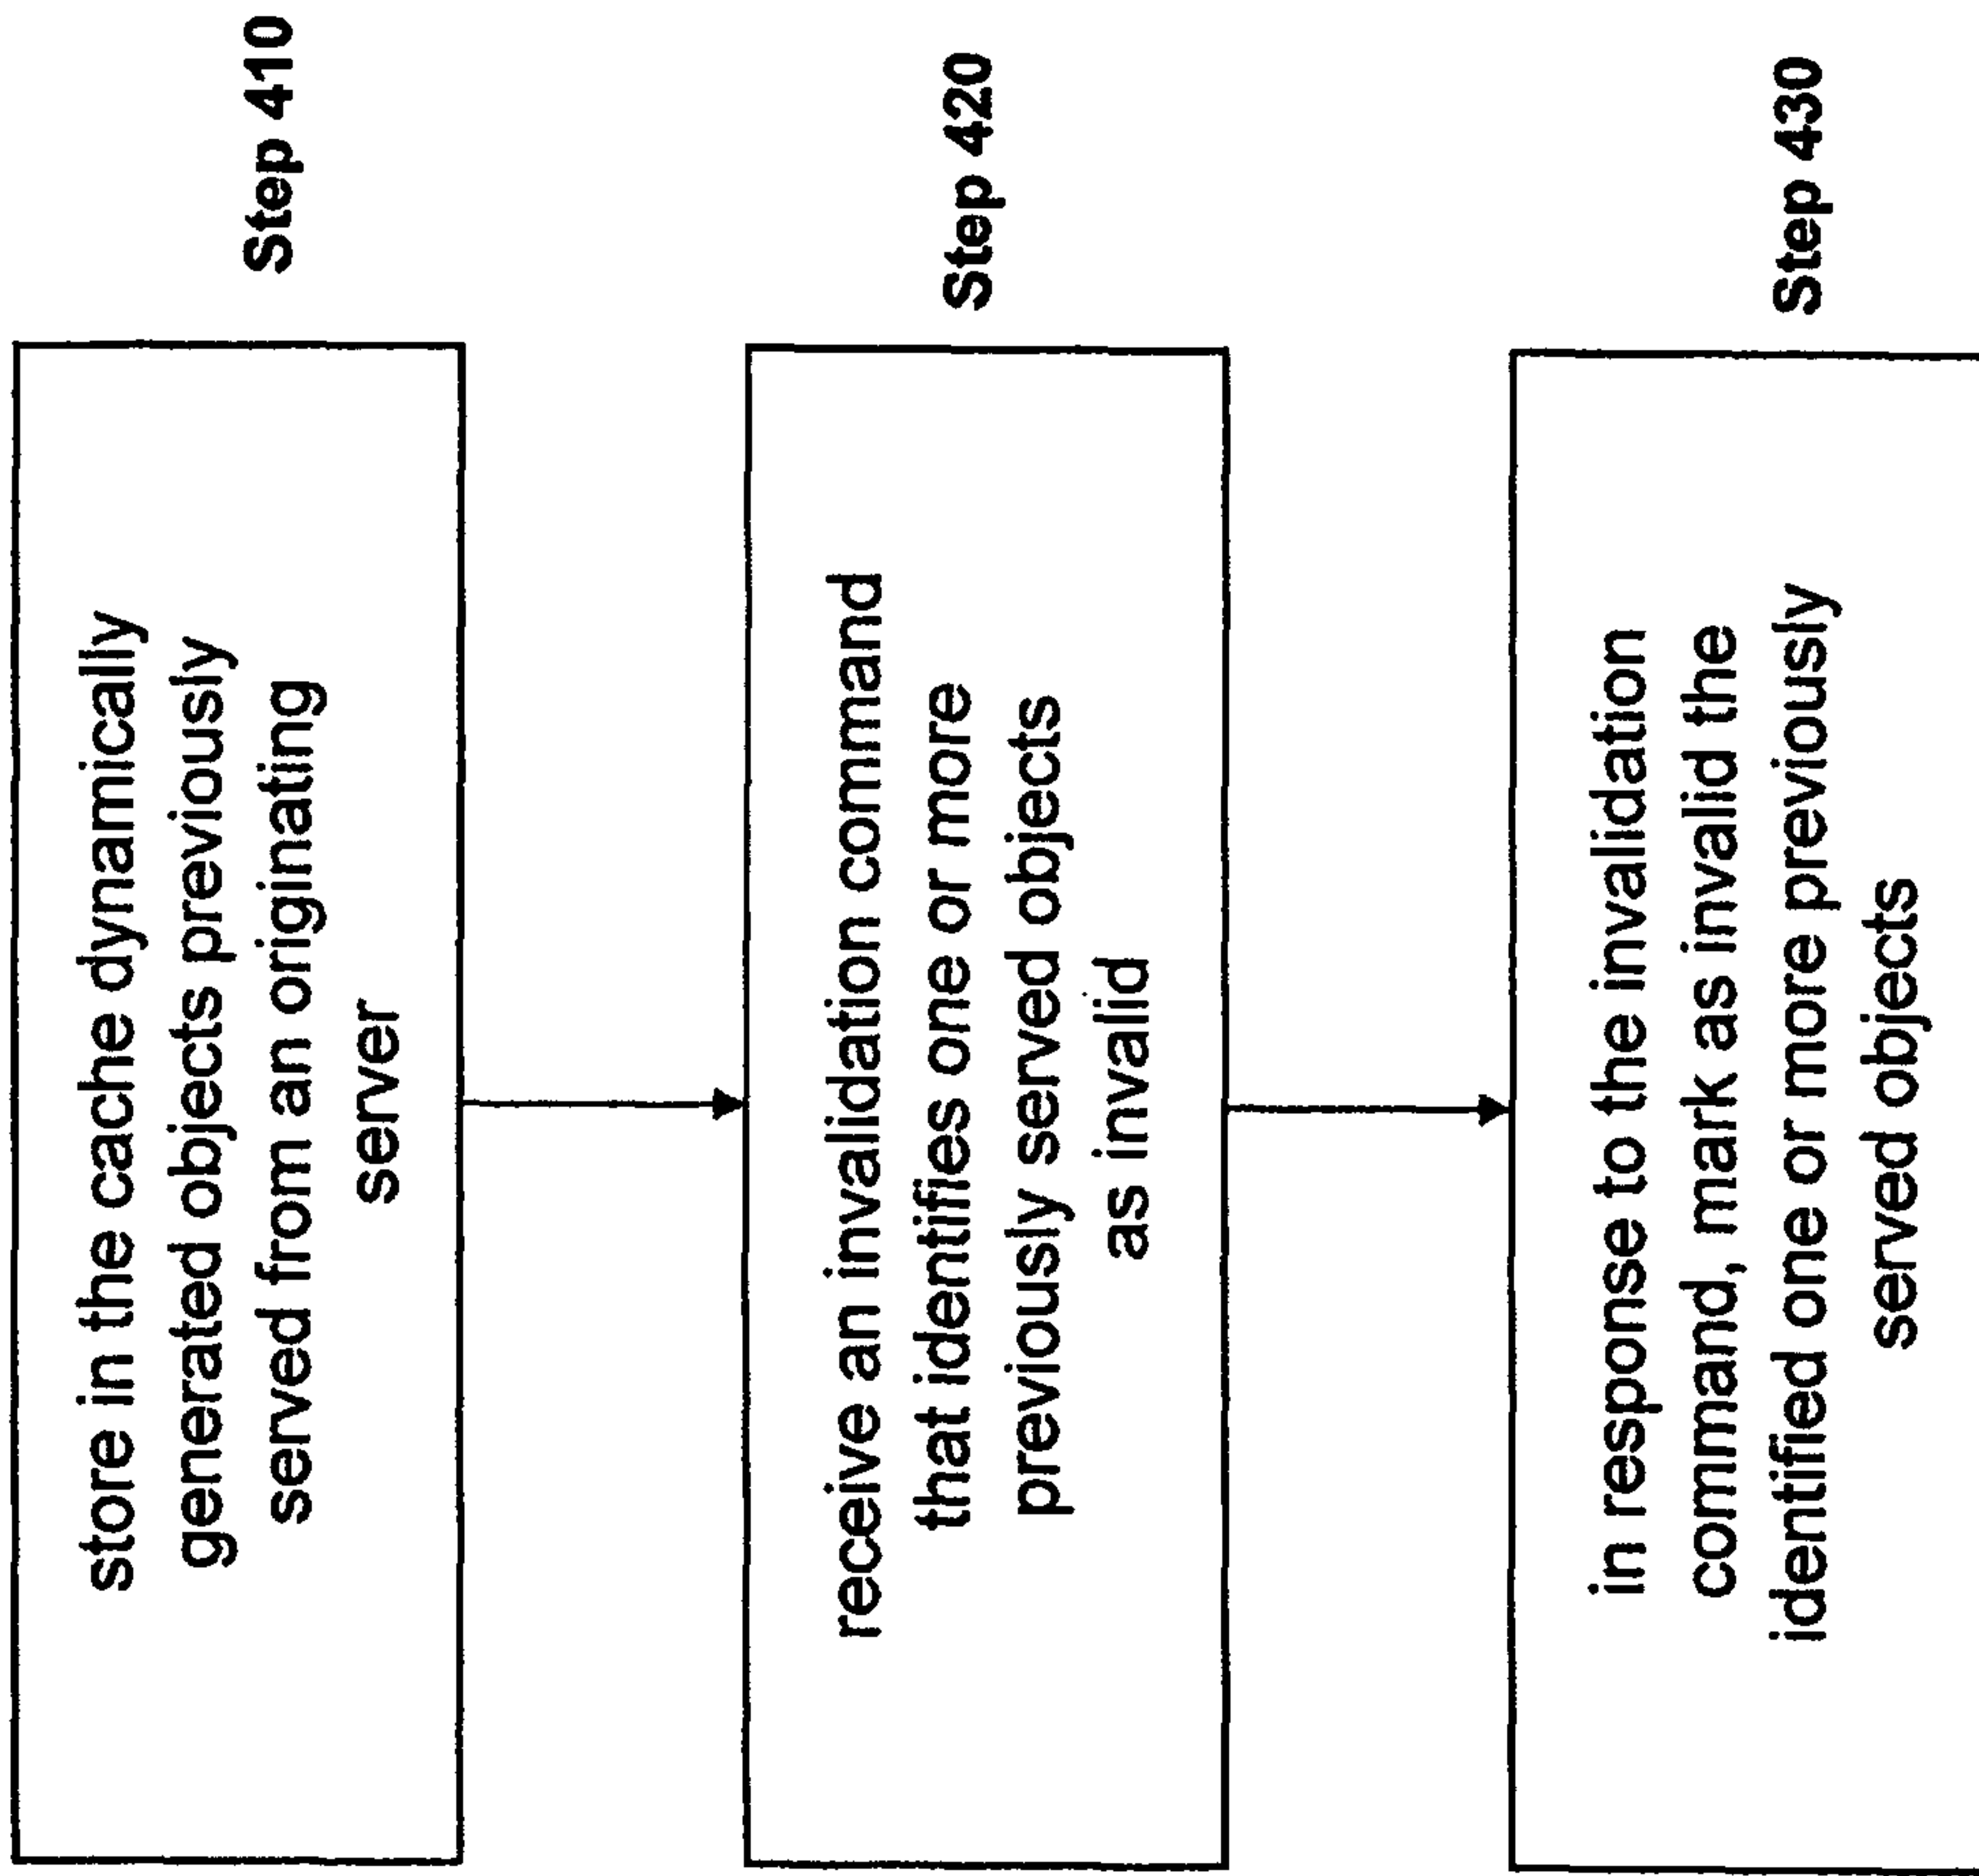 store in the cache dynamically
generated objects previously
served from an originating
server
Step 410
receive an invalidation command
that identifies one or more
previously served objects
as invalid
Step 420
in response to the invalidation
command, mark as invalid the
identified one or more previously
served objects
Step 430